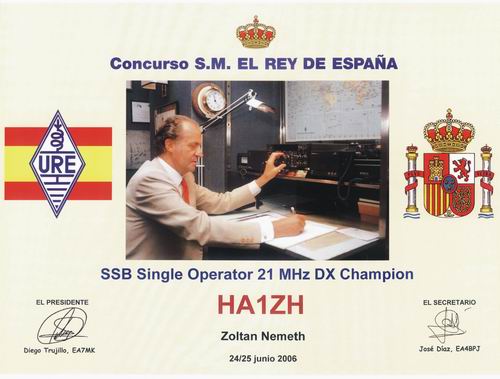 Concurso S.M. EL REY DE ESPAÑA
URE
SSB Single Operator 21 MHz DX Champion
HA1ZH
EL PRESIDENTE
EL SECRETARIO
Zoltan Nemeth
Diego Trujillo, EA7MK
José Díaz, EA4BPJ
24/25 junio 2006